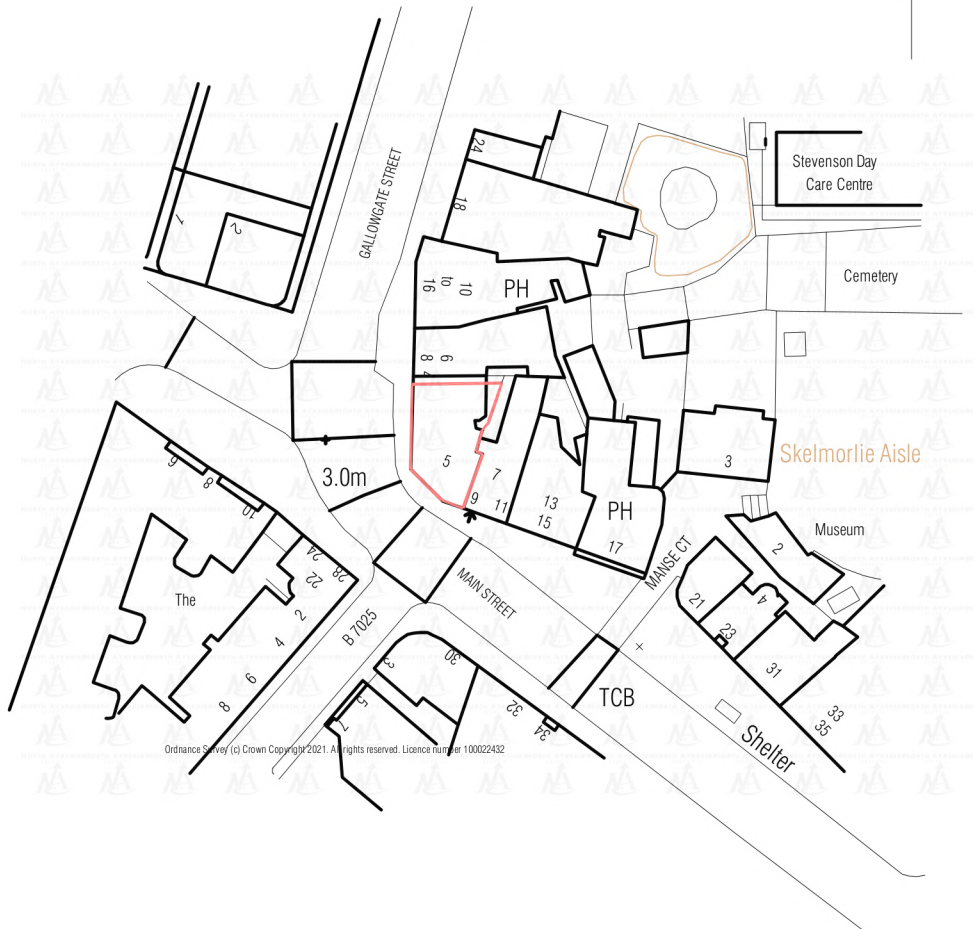 24
Stevenson Day
Care Centre
GALLOWGATE STREET
18
1
2
Cemetery
16
to
10
PH
8
6
4
5
3
Skelmorlie Aisle
3.0m
7
9
11
13
15
PH
17
6
8
10
Museum
2
MANSE CT
24
22
28
MAIN STREET
The
21
4
23
2
4
6
8
B 7025
31
3
30
TCB
5
7
32
34
33
35
Shelter
Ordnance Survey (c) Crown Copyright 2021. All rights reserved. Licence number 100022432